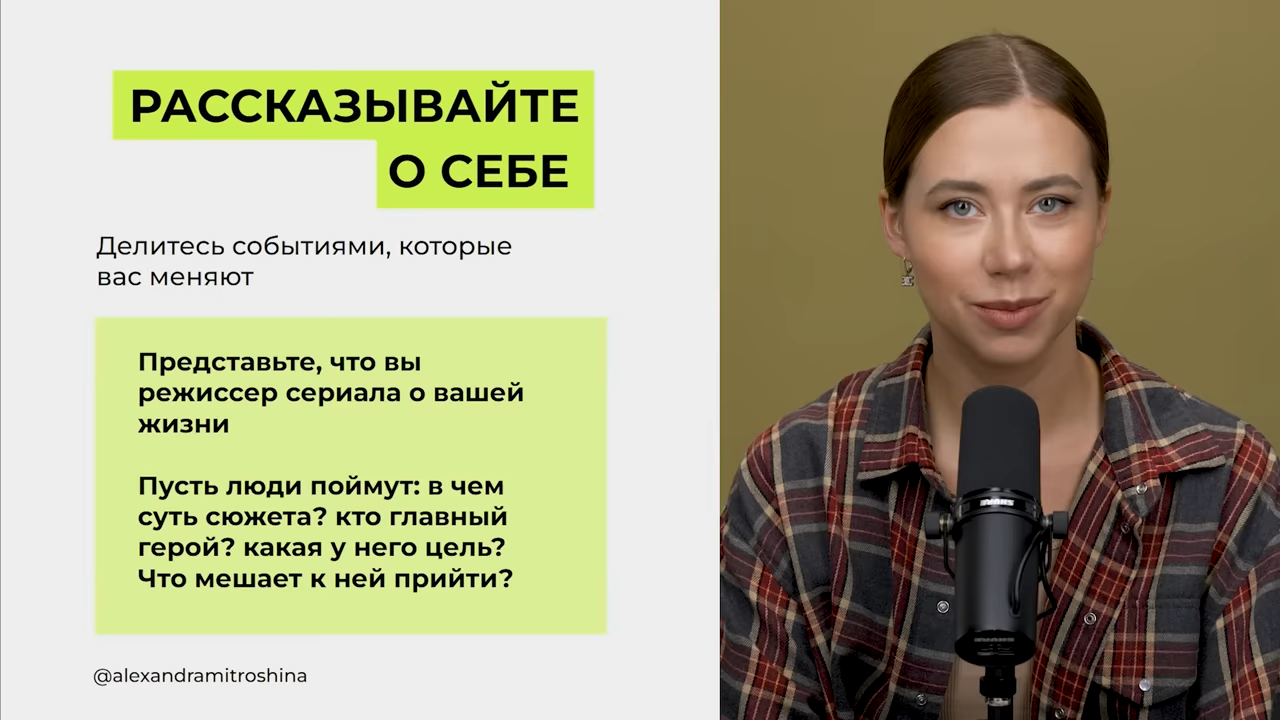 РАССКАЗЫВАЙТЕ
О СЕБЕ
Делитесь событиями, которые
вас меняют
Представьте, что вы
режиссер сериала о вашей
жизни
Пусть люди поймут: в чем
суть сюжета? кто главный
герой? какая у него цель?
Что мешает к ней прийти?
@alexandramitroshina